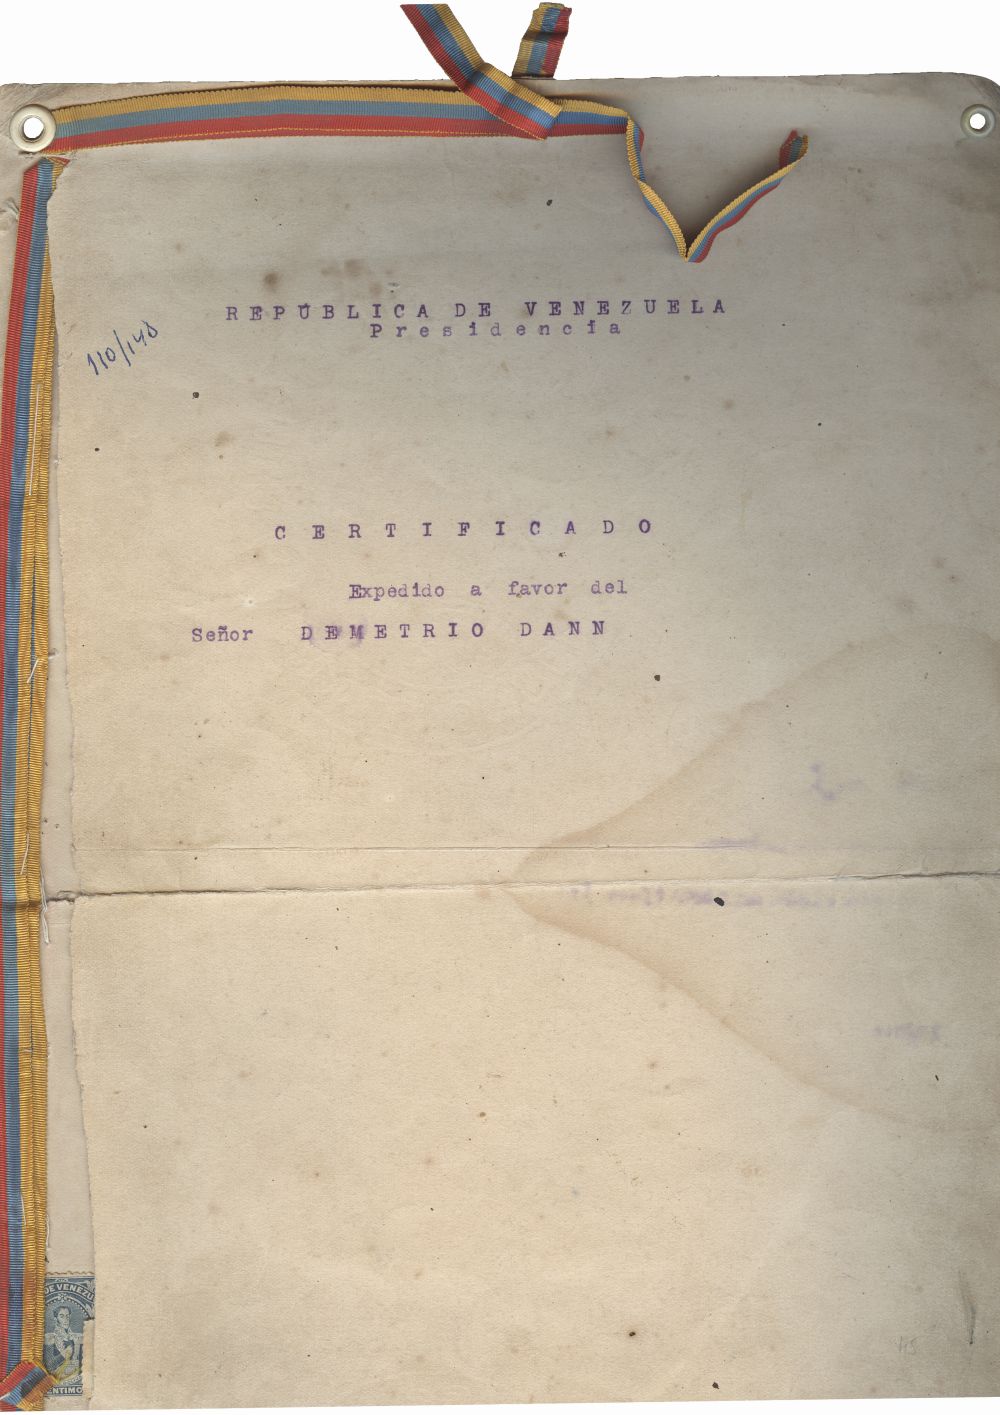 REPÚBLICA DE VENEZUELA
Presidencia
110/148
CERTIFICADO
Expedido a favor del
Señor DEMETRIO DANN
DE VENEZU
NTIMO